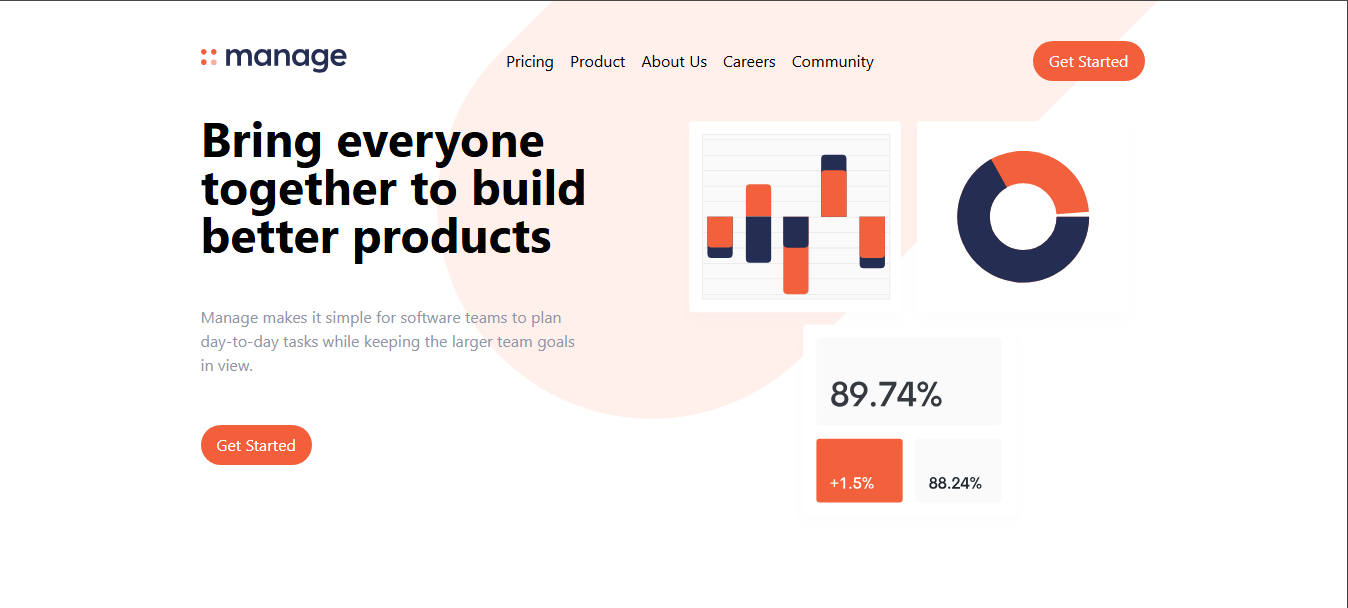 manage
Pricing Product About Us Careers Community
Get Started
Bring everyone
together to build
better products
Manage makes it simple for software teams to plan
day-to-day tasks while keeping the larger team goals
in view.
Get Started
89.74%
+1.5%
88.24%